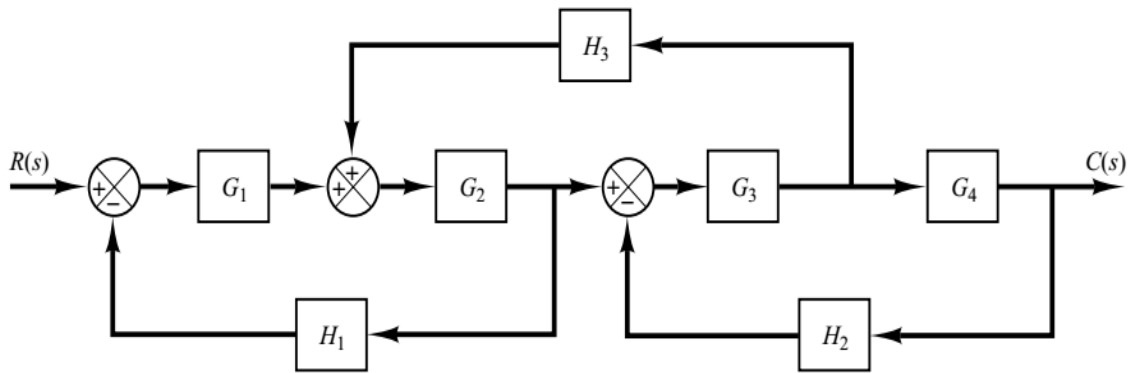 H₃
R(s)
C(s)
+
−
G₁
+
+
G₂
+
−
G₃
G₄
H₁
H₂